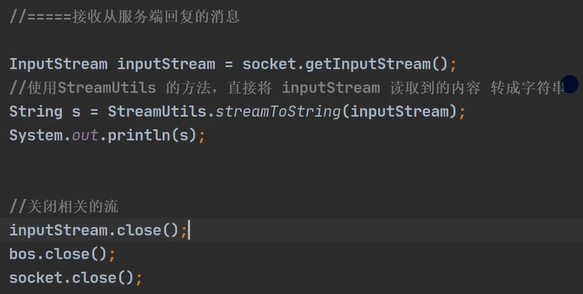 //=====接收从服务端回复的消息
InputStream inputStream = socket.getInputStream();
//使用StreamUtils 的方法，直接将 inputStream 读取到的内容 转成字符串
String s = StreamUtils.streamToString(inputStream);
System.out.println(s);
//关闭相关的流
inputStream.close();
bos.close();
socket.close();